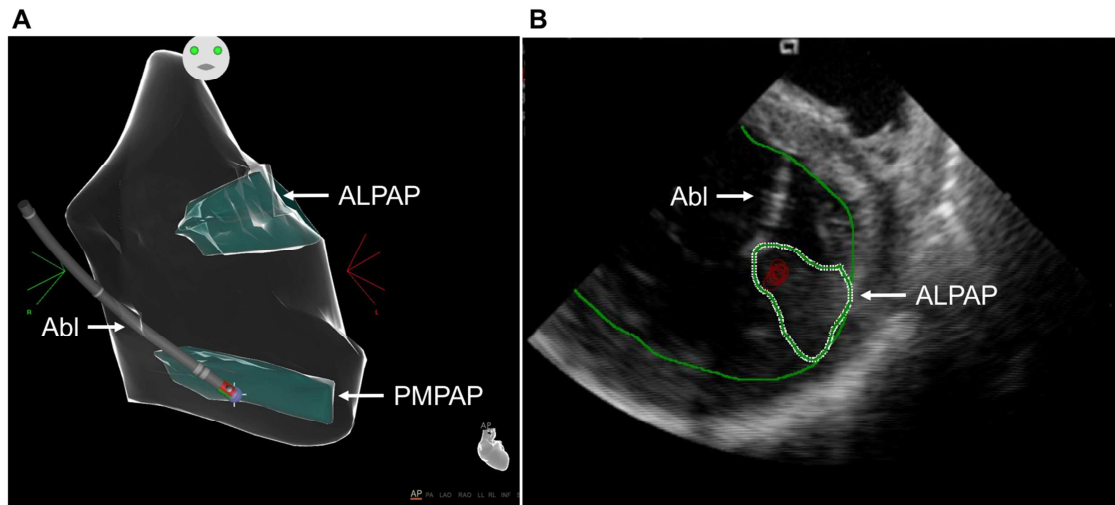 A
B
ALPAP
Abl
R
L
Abl
PMPAP
ALPAP
AP
AP PA LAO RAO LL RL INF S